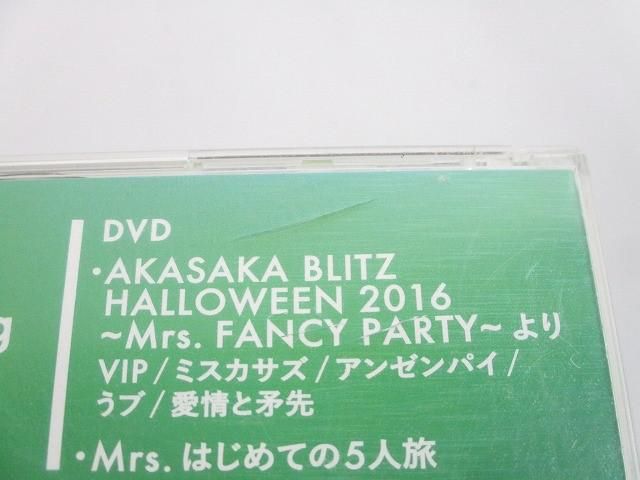 DVD
・AKASAKA BLITZ
HALLOWEEN 2016
~Mrs. FANCY PARTY~ より
VIP/ミスカサズ/アンゼンパイ/
うブ/愛情と矛先
・Mrs. はじめての5人旅
g